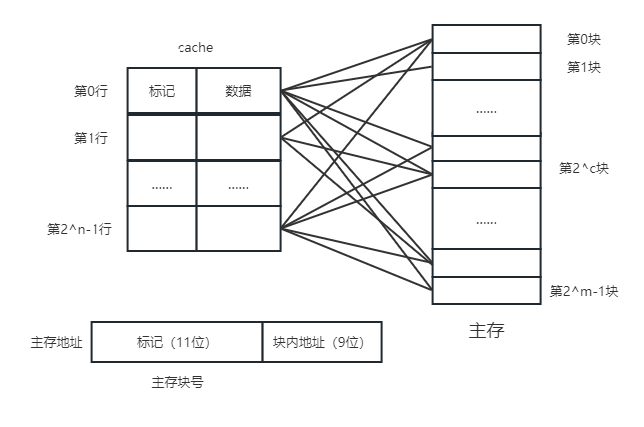 cache
第0行
标记
数据
第1行
......
......
第2^n-1行
第0块
第1块
......
第2^c块
......
第2^m-1块
主存
主存地址
标记（11位）
块内地址（9位）
主存块号